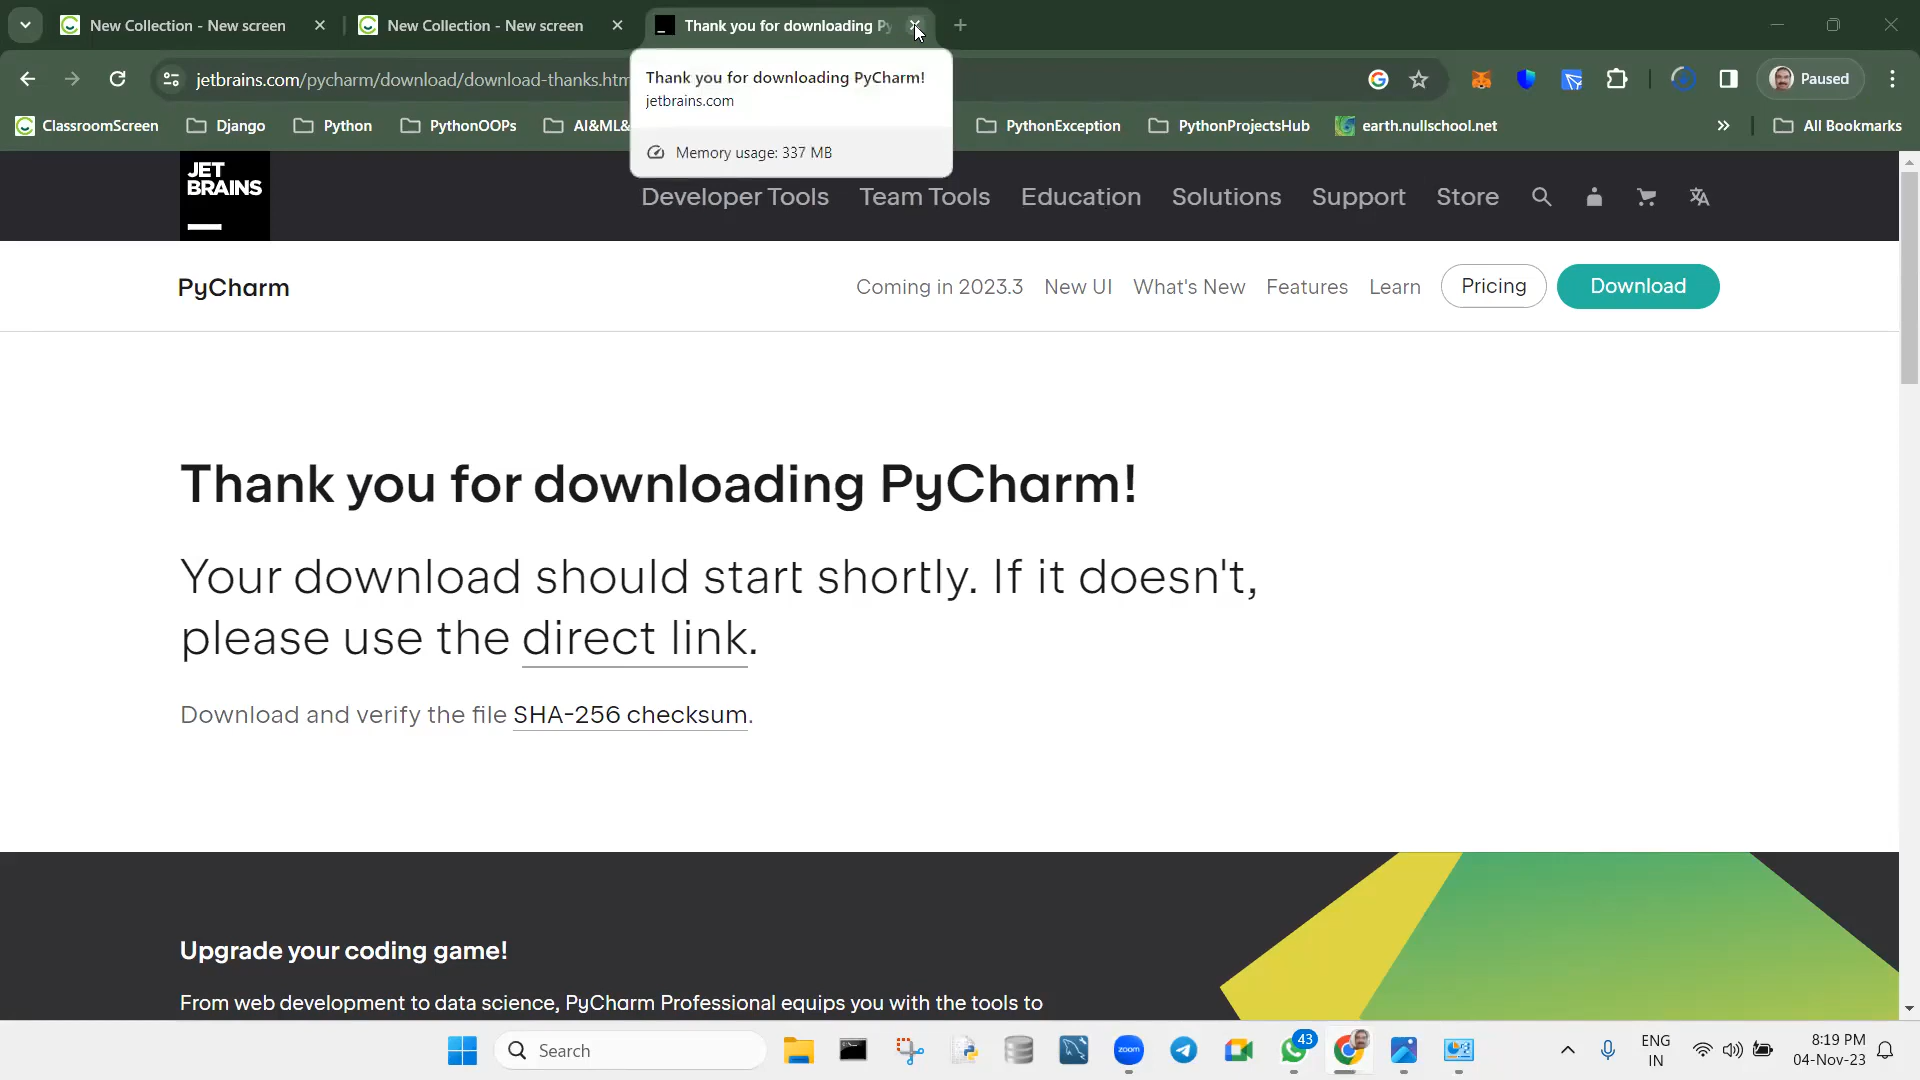 New Collection - New screen
New Collection - New screen
Thank you for downloading Py
jetbrains.com/pycharm/download/download-thanks.htm
Paused
Thank you for downloading PyCharm!
jetbrains.com
Memory usage: 337 MB
ClassroomScreen
Django
Python
PythonOOPs
AI&ML&
PythonException
PythonProjectsHub
earth.nullschool.net
All Bookmarks
JET
BRAINS
Developer Tools
Team Tools
Education
Solutions
Support
Store
PyCharm
Coming in 2023.3
New UI
What's New
Features
Learn
Pricing
Download
Thank you for downloading PyCharm!
Your download should start shortly. If it doesn't,
please use the direct link.
Download and verify the file SHA-256 checksum.
Upgrade your coding game!
From web development to data science, PyCharm Professional equips you with the tools to
Search
zoom
43
ENG
IN
8:19 PM
04-Nov-23